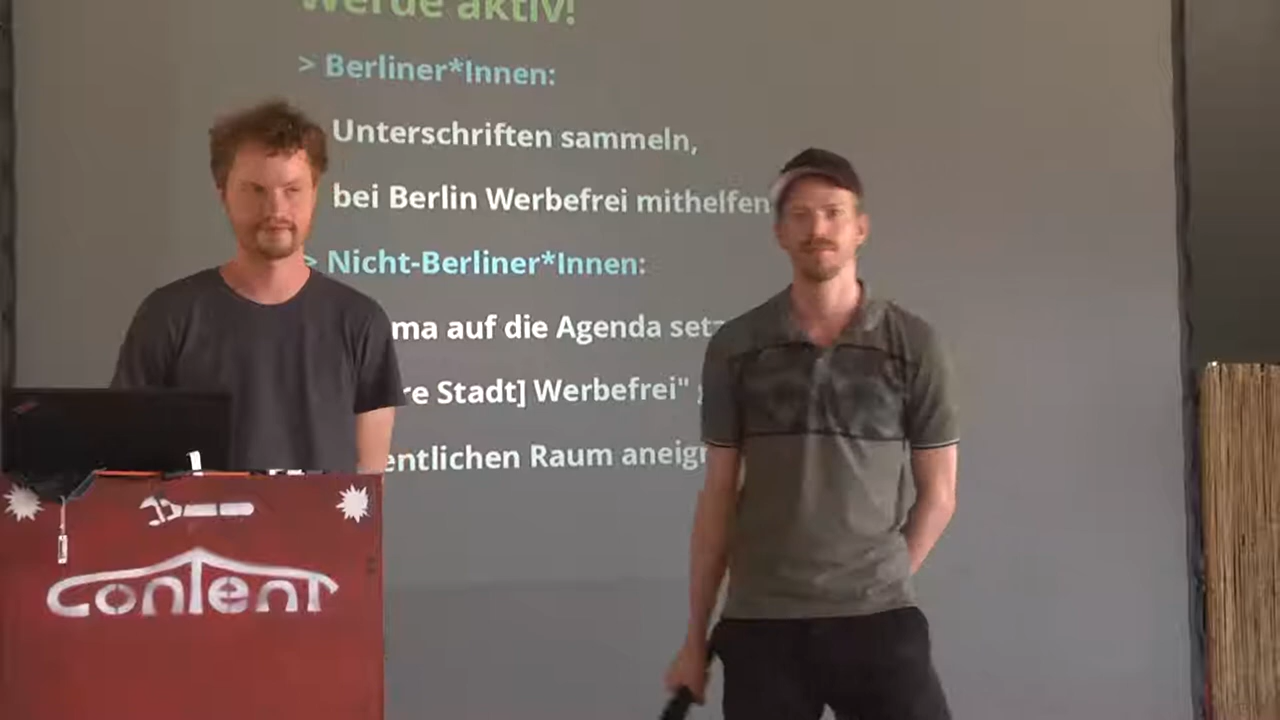 Werde aktiv!
> Berliner*Innen:
Unterschriften sammeln,
bei Berlin Werbefrei mithelfen
> Nicht-Berliner*Innen:
ma auf die Agenda setz
re Stadt] Werbefrei"
entlichen Raum aneign
conTenT